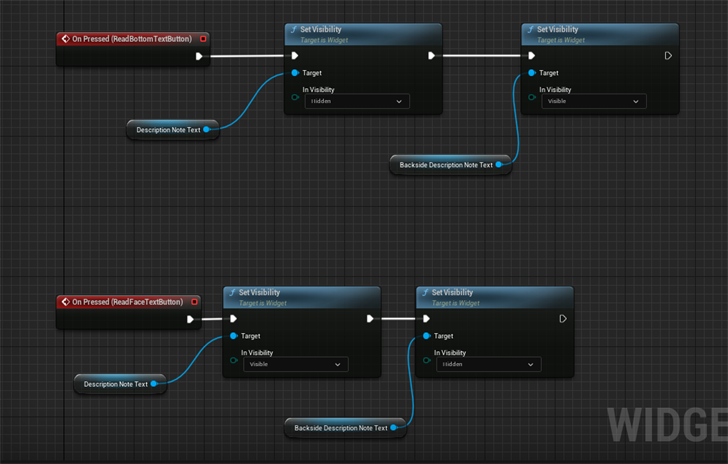 Set Visibility
Target is Widget
Set Visibility
Target is Widget
On Pressed (ReadBottomTextButton)
Target
Target
In Visibility
Hidden
In Visibility
Visible
Description Note Text
Backside Description Note Text
Set Visibility
Target is Widget
Set Visibility
Target is Widget
On Pressed (ReadFaceTextButton)
Target
Target
In Visibility
Visible
In Visibility
Hidden
Description Note Text
Backside Description Note Text
WIDGE